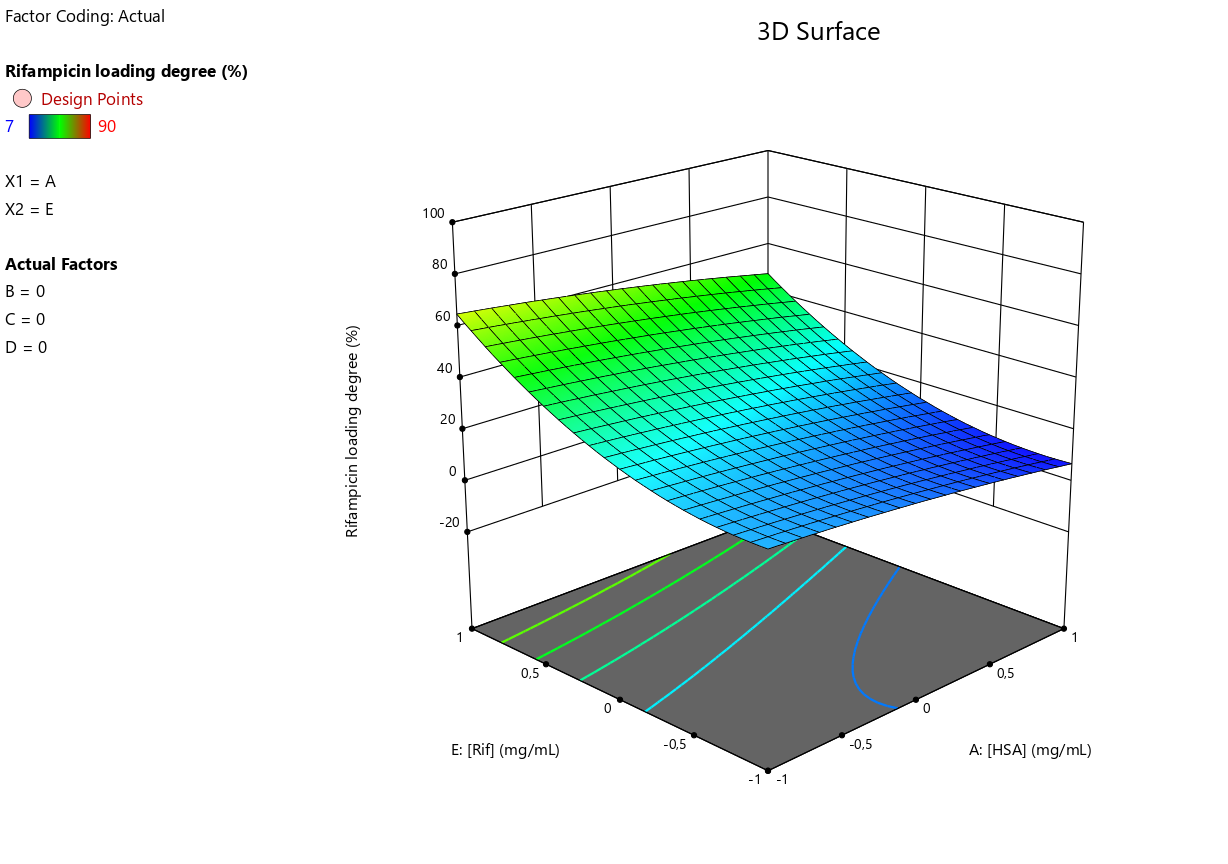 Factor Coding: Actual
3D Surface
Rifampicin loading degree (%)
Design Points
7 90
X1 = A
X2 = E
Actual Factors
B = 0
C = 0
D = 0
100
80
60
40
20
0
-20
Rifampicin loading degree (%)
1
0,5
0
-0,5
-1
E: [Rif] (mg/mL)
-1
-0,5
0
0,5
1
A: [HSA] (mg/mL)